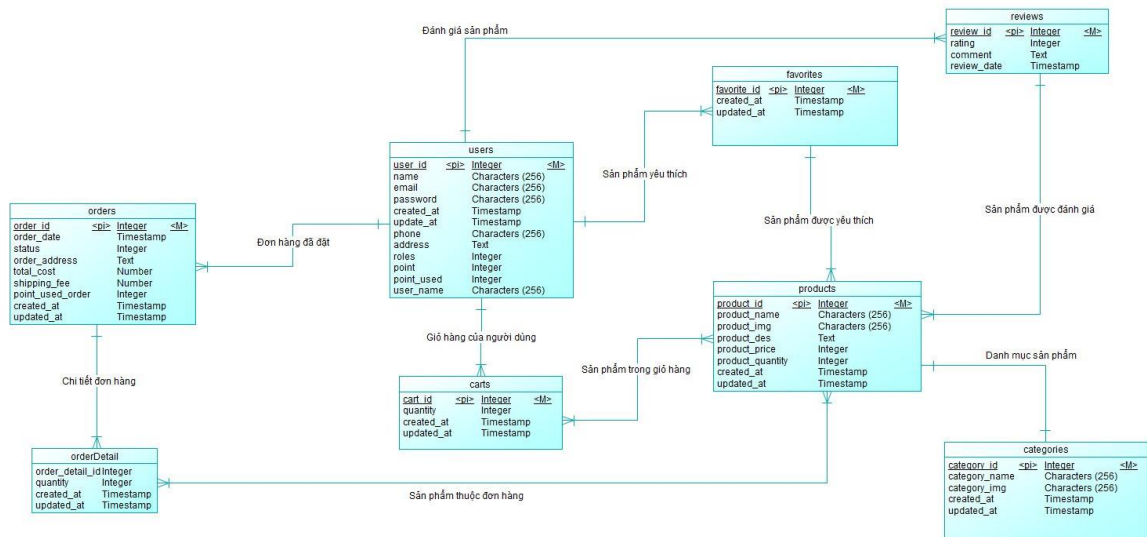 reviews
review_id <pi> Integer <M>
rating Integer
comment Text
review_date Timestamp
Đánh giá sản phẩm
favorites
favorite_id <pi> Integer <M>
created_at Timestamp
updated_at Timestamp
users
user_id <pi> Integer <M>
name Characters (256)
email Characters (256)
password Characters (256)
created_at Timestamp
update_at Timestamp
phone Characters (256)
address Text
roles Integer
point Integer
point_used Integer
user_name Characters (256)
Sản phẩm yêu thích
Sản phẩm được yêu thích
Sản phẩm được đánh giá
orders
order_id <pi> Integer <M>
order_date Timestamp
status Integer
order_address Text
total_cost Number
shipping_fee Number
point_used_order Integer
created_at Timestamp
updated_at Timestamp
Đơn hàng đã đặt
products
product_id <pi> Integer <M>
product_name Characters (256)
product_img Characters (256)
product_des Text
product_price Integer
product_quantity Integer
created_at Timestamp
updated_at Timestamp
Giỏ hàng của người dùng
Danh mục sản phẩm
Sản phẩm trong giỏ hàng
Chi tiết đơn hàng
carts
cart_id <pi> Integer <M>
quantity Integer
created_at Timestamp
updated_at Timestamp
orderDetail
order_detail_id Integer
quantity Integer
created_at Timestamp
updated_at Timestamp
Sản phẩm thuộc đơn hàng
categories
category_id <pi> Integer <M>
category_name Characters (256)
category_img Characters (256)
created_at Timestamp
updated_at Timestamp